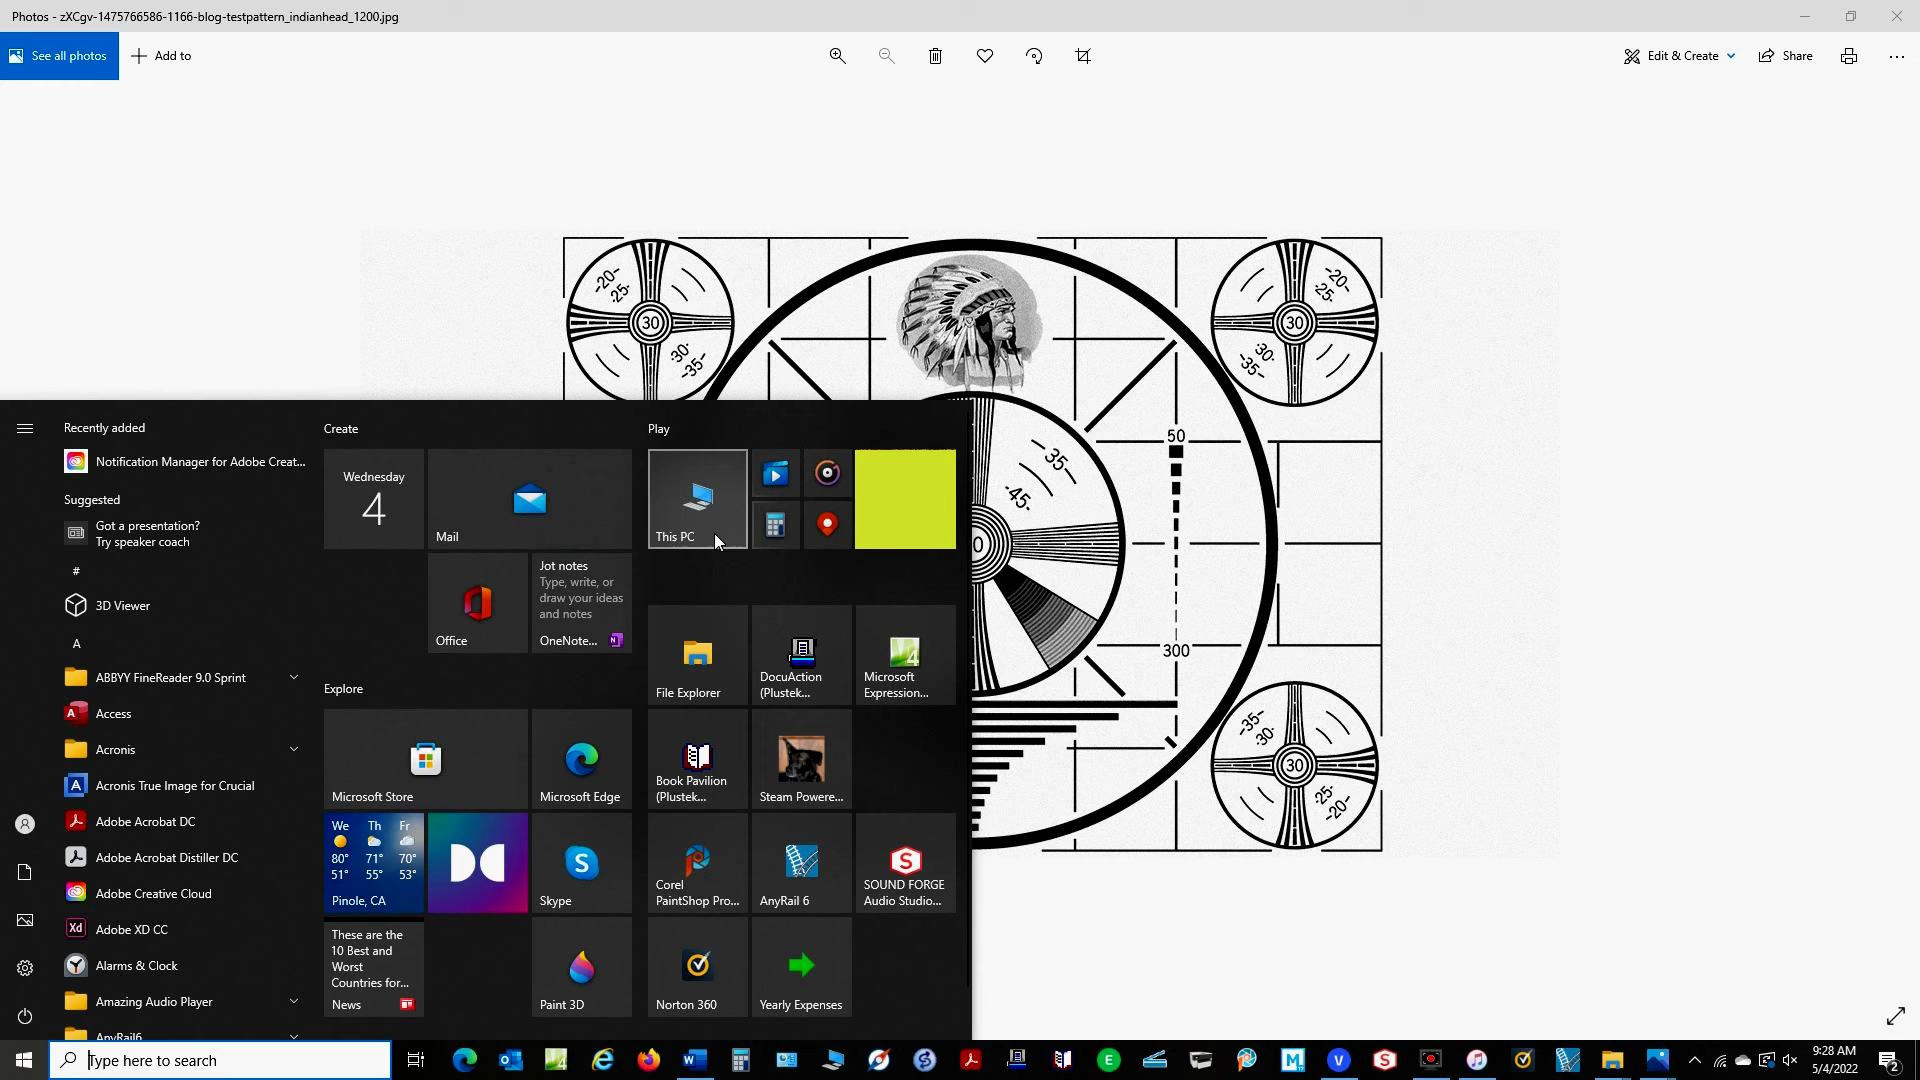 Photos - zXCgv-1475766586-1166-blog-testpattern_indianhead_1200.jpg
See all photos
Add to
Edit & Create
Share
-20-
25-
30
-30-
-35-
-20-
-25-
30
-30-
-35-
-35-
-45-
50
0
300
-35-
-30-
30
-25-
-20-
Recently added
Notification Manager for Adobe Creat...
Suggested
Got a presentation?
Try speaker coach
#
3D Viewer
A
ABBYY FineReader 9.0 Sprint
Access
Acronis
Acronis True Image for Crucial
Adobe Acrobat DC
Adobe Acrobat Distiller DC
Adobe Creative Cloud
Adobe XD CC
Alarms & Clock
Amazing Audio Player
AnyRail6
Create
Wednesday
4
Mail
Office
Jot notes
Type, write, or
draw your ideas
and notes
OneNote...
Explore
Microsoft Store
Microsoft Edge
We Th Fr
80° 71° 70°
51° 55° 53°
Pinole, CA
Skype
These are the
10 Best and
Worst
Countries for...
News
Paint 3D
Play
This PC
File Explorer
DocuAction
(Plustek...
Microsoft
Expression...
Book Pavilion
(Plustek...
Steam Powere...
Corel
PaintShop Pro...
AnyRail 6
SOUND FORGE
Audio Studio...
Norton 360
Yearly Expenses
Type here to search
9:28 AM
5/4/2022
2